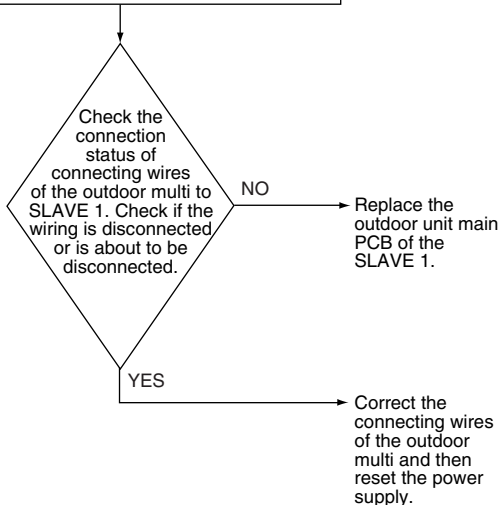 Check the
connection
status of
connecting wires
of the outdoor multi to
SLAVE 1. Check if the
wiring is disconnected
or is about to be
disconnected.
NO
Replace the
outdoor unit main
PCB of the
SLAVE 1.
YES
Correct the
connecting wires
of the outdoor
multi and then
reset the power
supply.